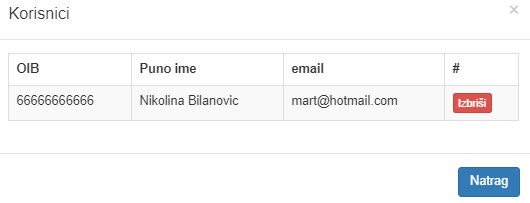 Korisnici ×
OIB Puno ime email #
66666666666 Nikolina Bilanovic mart@hotmail.com Izbriši
Natrag